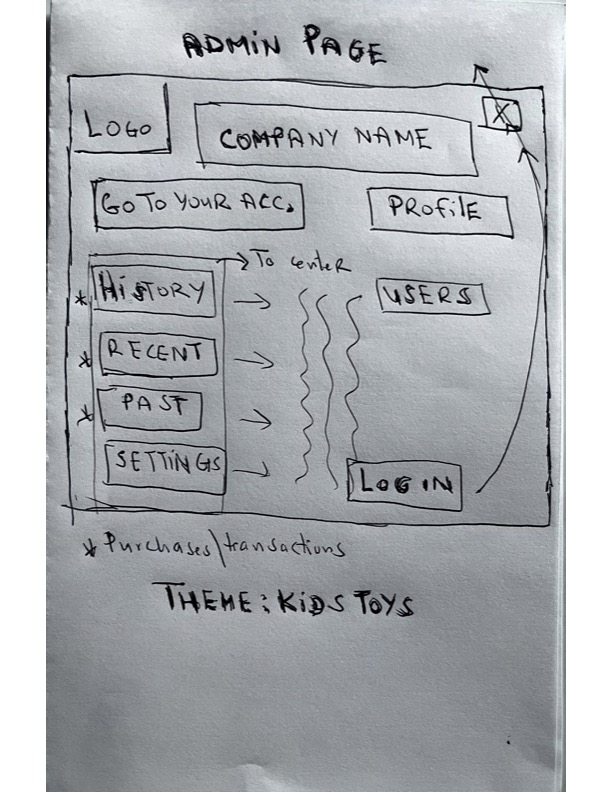 ADMIN PAGE
LOGO
COMPANY NAME
X
GO TO YOUR ACC.
PROFILE
To center
* HISTORY
USERS
* RECENT
* PAST
SETTINGS
LOG IN
* Purchases\transactions
THEME: KIDS TOYS